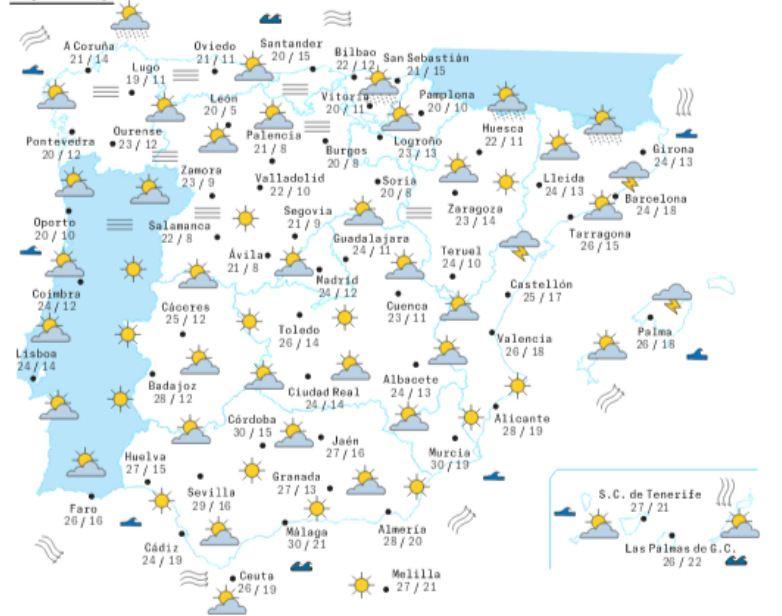 A Coruña
21 / 14
Lugo
19 / 11
Oviedo
21 / 11
Santander
20 / 15
Bilbao
22 / 12
San Sebastián
21 / 15
Vitoria
20 / 11
Pamplona
20 / 10
León
20 / 5
Palencia
21 / 8
Burgos
20 / 8
Logroño
23 / 13
Huesca
22 / 11
Girona
24 / 13
Pontevedra
20 / 12
Ourense
23 / 12
Zamora
23 / 9
Valladolid
22 / 10
Soria
20 / 8
Zaragoza
23 / 14
Lleida
24 / 13
Barcelona
24 / 18
Tarragona
26 / 15
Oporto
20 / 10
Salamanca
22 / 8
Segovia
21 / 9
Ávila
21 / 8
Guadalajara
24 / 11
Madrid
24 / 12
Teruel
24 / 10
Cuenca
23 / 11
Castellón
25 / 17
Coimbra
24 / 12
Cáceres
25 / 12
Toledo
26 / 14
Valencia
26 / 18
Palma
26 / 18
Lisboa
24 / 14
Badajoz
28 / 12
Ciudad Real
24 / 14
Albacete
24 / 13
Alicante
28 / 19
Córdoba
30 / 15
Jaén
27 / 16
Murcia
30 / 19
Huelva
27 / 15
Sevilla
29 / 16
Granada
27 / 13
Faro
26 / 16
Cádiz
24 / 19
Málaga
30 / 21
Almería
28 / 20
Ceuta
26 / 19
Melilla
27 / 21
S.C. de Tenerife
27 / 21
Las Palmas de G.C.
26 / 22